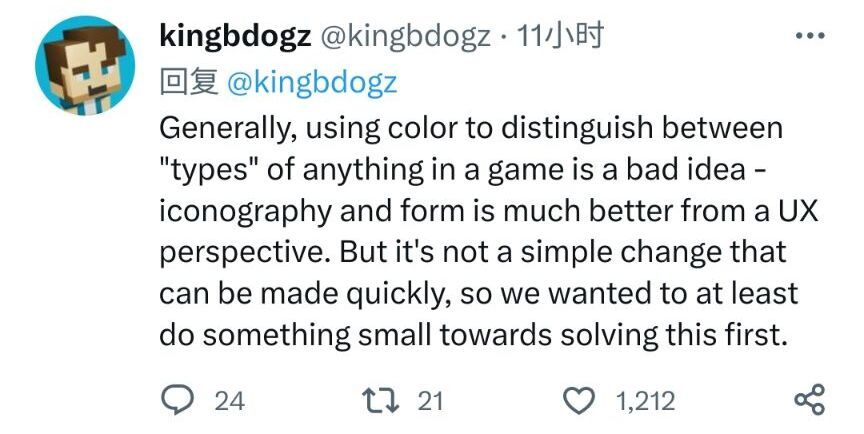 kingbdogz @kingbdogz · 11小时
回复 @kingbdogz
Generally, using color to distinguish between
"types" of anything in a game is a bad idea -
iconography and form is much better from a UX
perspective. But it's not a simple change that
can be made quickly, so we wanted to at least
do something small towards solving this first.
24 21 1,212